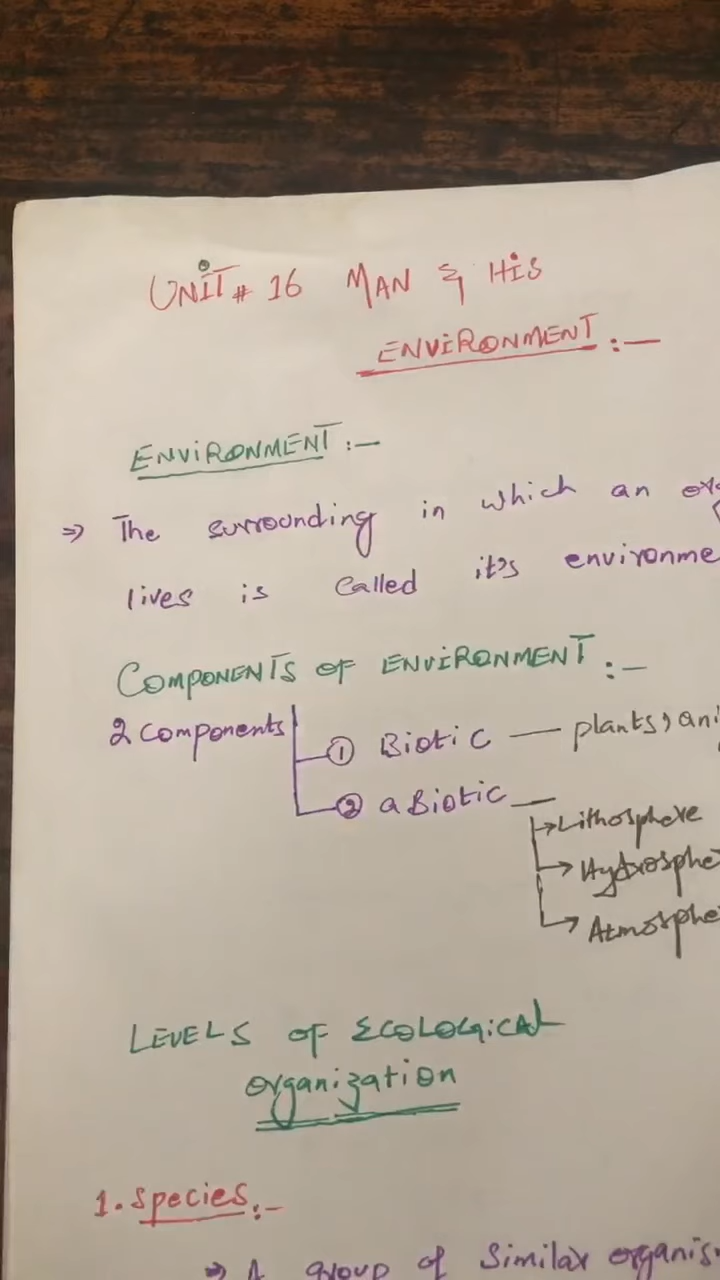 UNiT # 16 MAN & HiS
ENViRONMENT :-
ENViRONMENT :-
⇒ The surrounding in which an
lives is called it's environme
COMPONENTS OF ENViRONMENT :-
2 components
① Biotic — plants, ani
② aBiotic —
→ Lithosphere
→ Hydrosphe
→ Atmosphe
LEVELS OF ECOLOGiCAL
organization
1. Species :-
⇒ A group of Similar organis